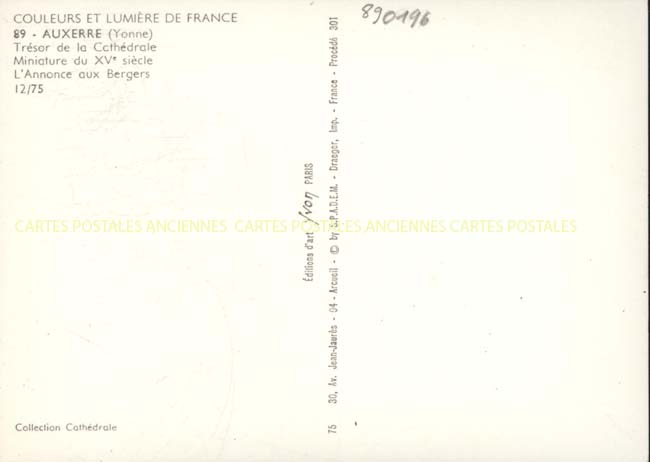 COULEURS ET LUMIÈRE DE FRANCE
89 - AUXERRE (Yonne)
Trésor de la Cathédrale
Miniature du XVᵉ siècle
L'Annonce aux Bergers
12/75
890196
Éditions d'art Yvon PARIS
75 30, Av. Jean-Jaurès - 94 - Arcueil - © by S.P.A.D.E.M. - Draeger, Imp. - France - Procédé 301
CARTES POSTALES ANCIENNES CARTES POSTALES ANCIENNES CARTES POSTALES
Collection Cathédrale